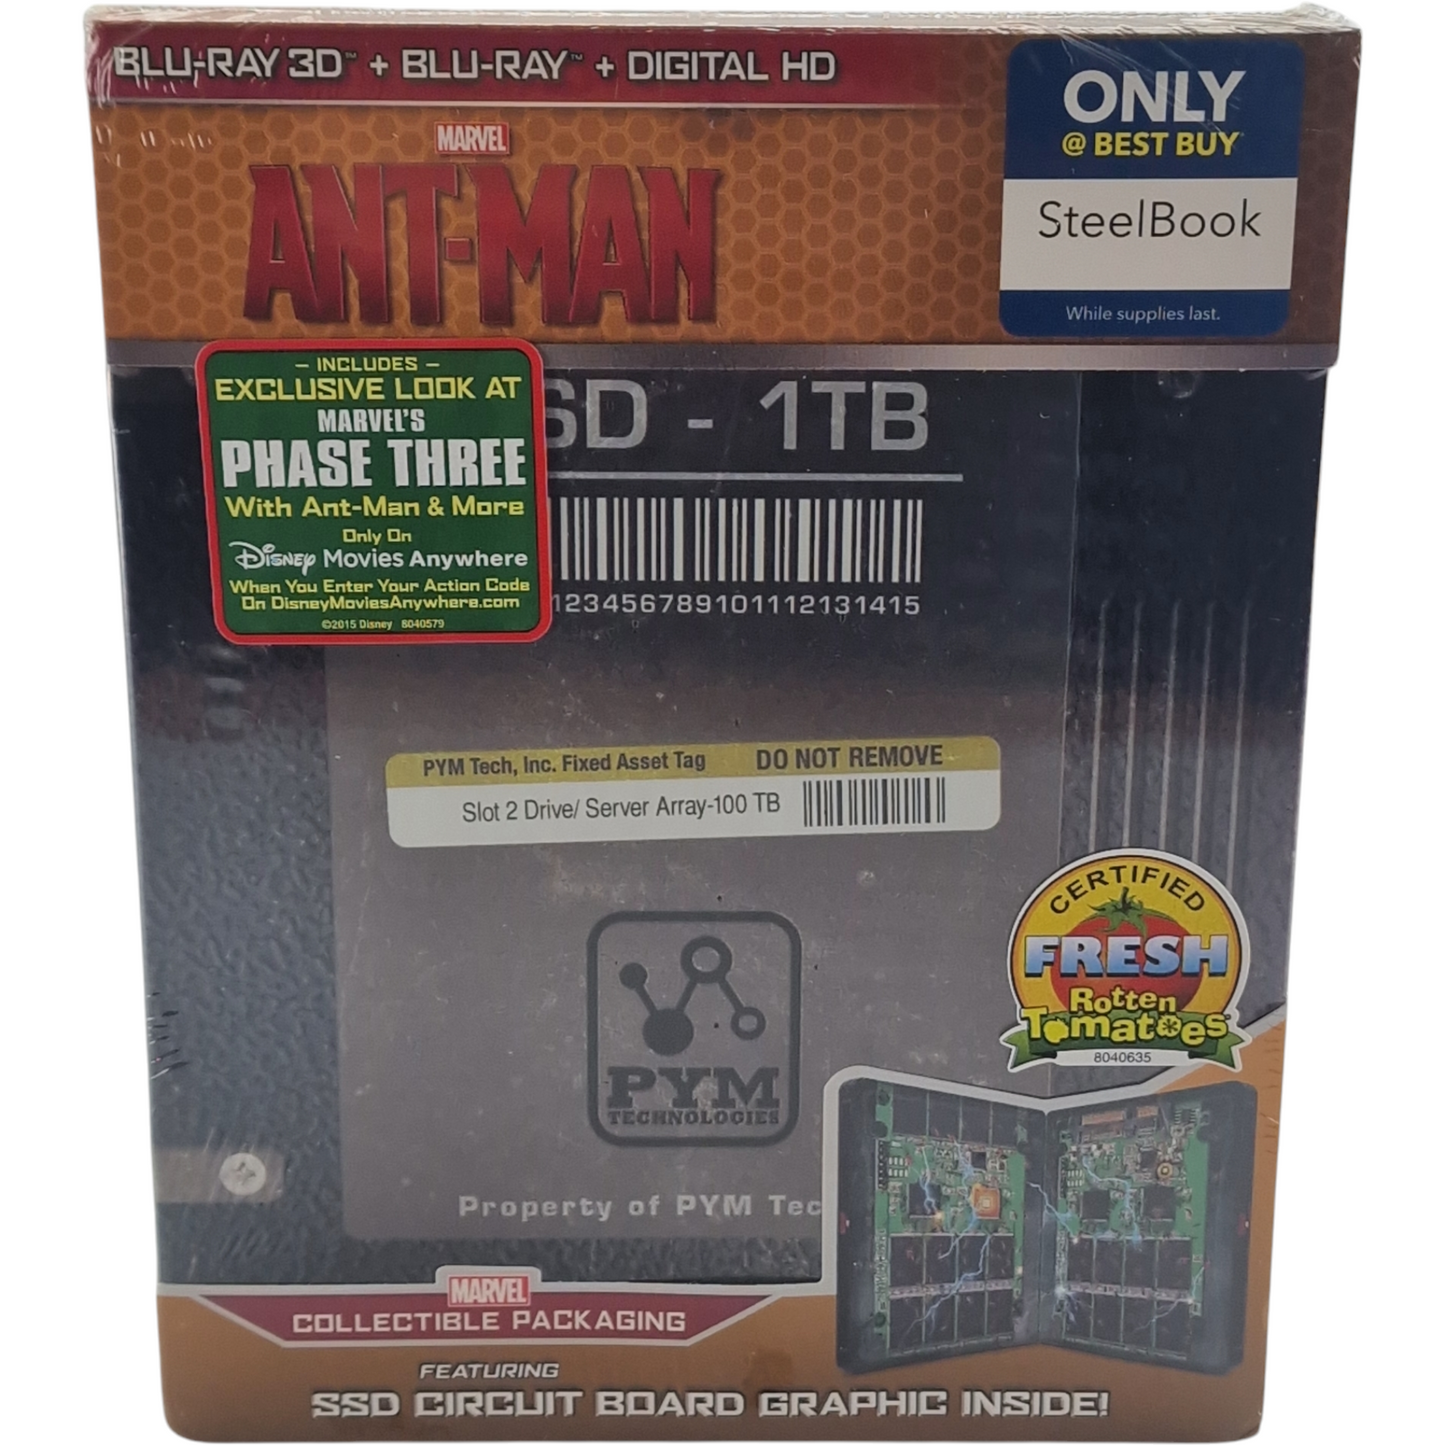 BLU-RAY 3D™ + BLU-RAY™ + DIGITAL HD
ONLY
@ BEST BUY
SteelBook
While supplies last.
MARVEL
ANT-MAN
– INCLUDES –
EXCLUSIVE LOOK AT
MARVEL'S
PHASE THREE
With Ant-Man & More
Only On
Disney Movies Anywhere
When You Enter Your Action Code
On DisneyMoviesAnywhere.com
©2015 Disney 8040579
SD - 1TB
123456789101112131415
PYM Tech, Inc. Fixed Asset Tag DO NOT REMOVE
Slot 2 Drive/ Server Array-100 TB
CERTIFIED
FRESH
Rotten
Tomatoes
8040635
PYM
TECHNOLOGIES
Property of PYM Tec
MARVEL
COLLECTIBLE PACKAGING
FEATURING
SSD CIRCUIT BOARD GRAPHIC INSIDE!